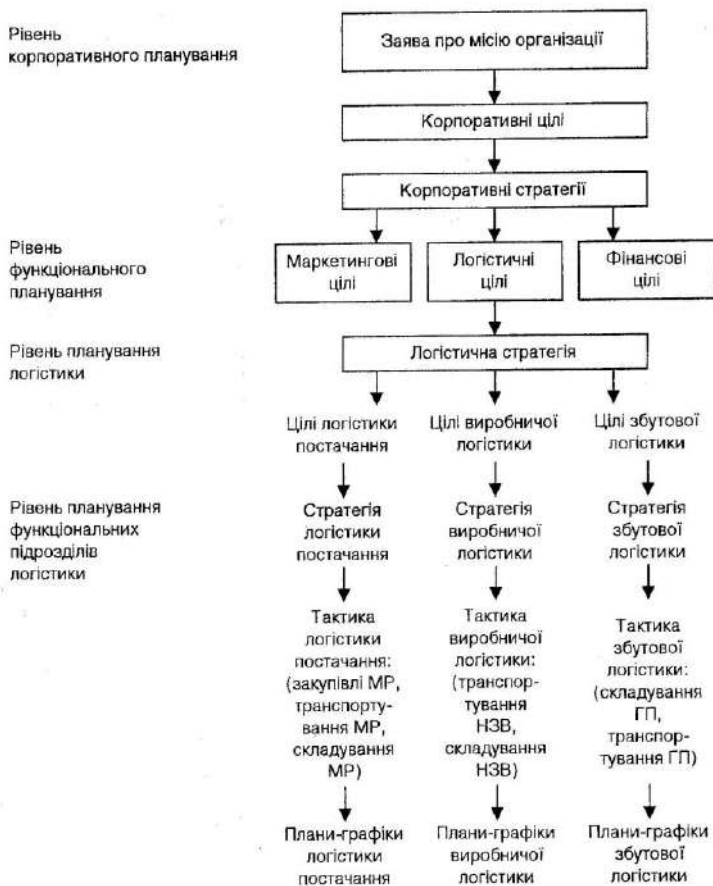 Рівень
корпоративного планування
Заява про місію організації
Корпоративні цілі
Корпоративні стратегії
Рівень
функціонального
планування
Маркетингові
цілі
Логістичні
цілі
Фінансові
цілі
Рівень планування
логістики
Логістична стратегія
Цілі логістики
постачання
Цілі виробничої
логістики
Цілі збутової
логістики
Рівень планування
функціональних
підрозділів
логістики
Стратегія
логістики
постачання
Стратегія
виробничої
логістики
Стратегія
збутової
логістики
Тактика
логістики
постачання:
(закупівлі МР,
транспорту-
вання МР,
складування
МР)
Тактика
виробничої
логістики:
(транспор-
тування
НЗВ,
складування
НЗВ)
Тактика
збутової
логістики:
(складування
ГП,
транспор-
тування ГП)
Плани-графіки
логістики
постачання
Плани-графіки
виробничої
логістики
Плани-графіки
збутової
логістики